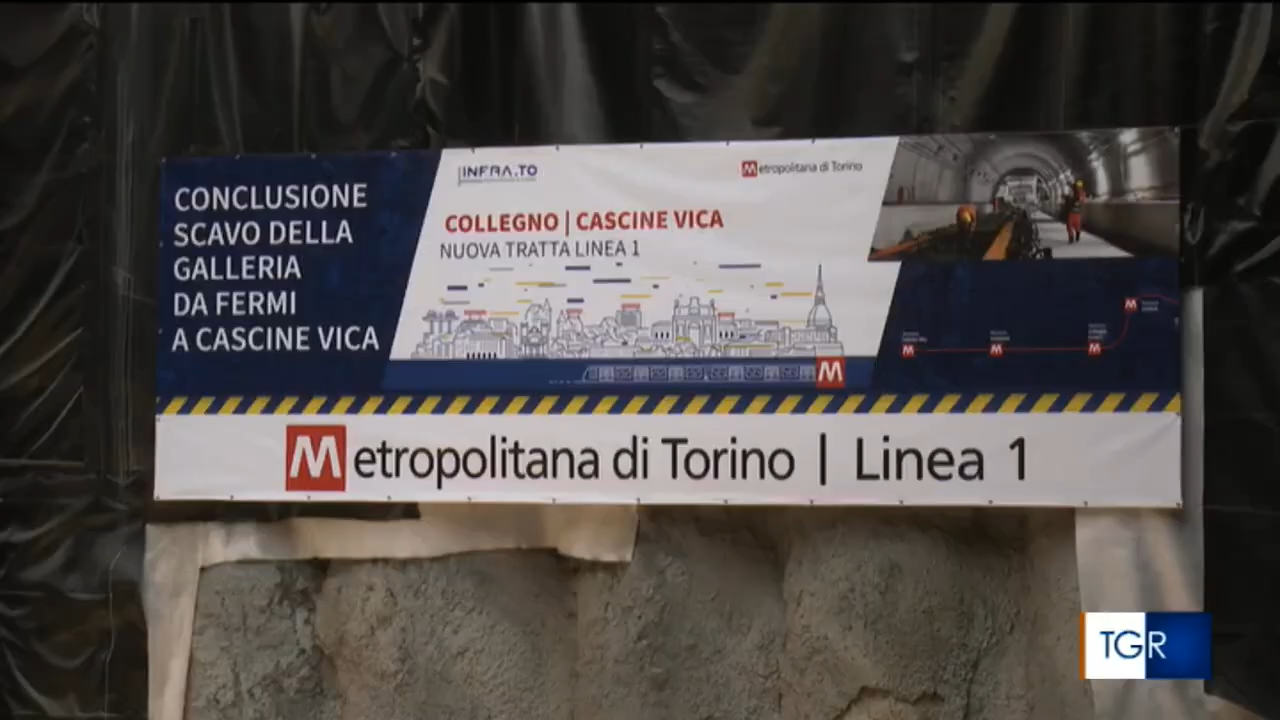 CONCLUSIONE
SCAVO DELLA
GALLERIA
DA FERMI
A CASCINE VICA
INFRA.TO
Metropolitana di Torino
COLLEGNO | CASCINE VICA
NUOVA TRATTA LINEA 1
M
M
M
M
M
Metropolitana di Torino | Linea 1
TGR